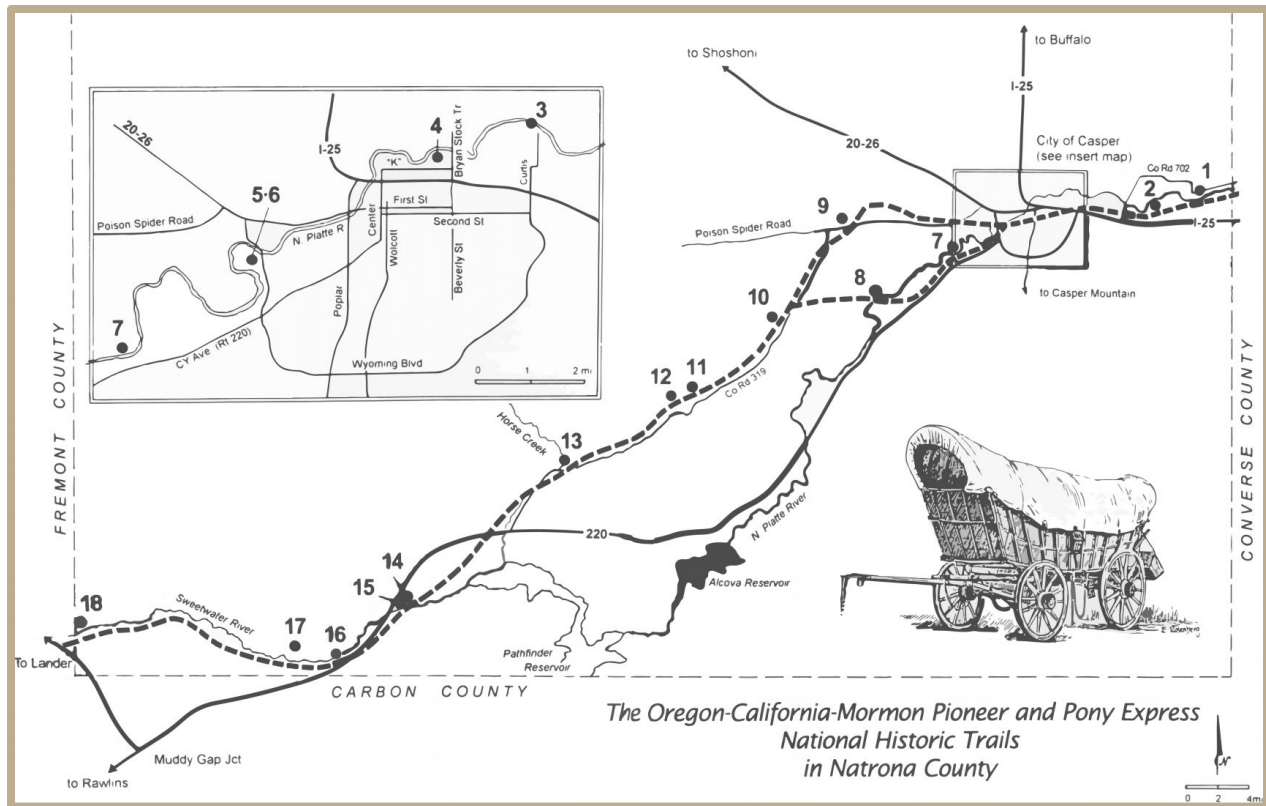 to Shoshoni
to Buffalo
I-25
20-26
City of Casper
(see insert map)
Co Rd 702
1
2
I-25
9
Poison Spider Road
7
8
to Casper Mountain
10
12
11
Co Rd 319
Horse Creek
13
N Platte River
220
14
15
Alcova Reservoir
18
Sweetwater River
17
16
To Lander
Pathfinder
Reservoir
CARBON COUNTY
FREMONT COUNTY
CONVERSE COUNTY
Muddy Gap Jct
to Rawlins
20-26
I-25
4
3
Bryan Stock Tr
"K"
Curtis
5·6
First St
Second St
Center
Poison Spider Road
N. Platte R
Wolcott
Beverly St
Poplar
7
CY Ave (Rt 220)
Wyoming Blvd
0 1 2 mi
The Oregon-California-Mormon Pioneer and Pony Express
National Historic Trails
in Natrona County
N
0 2 4mi